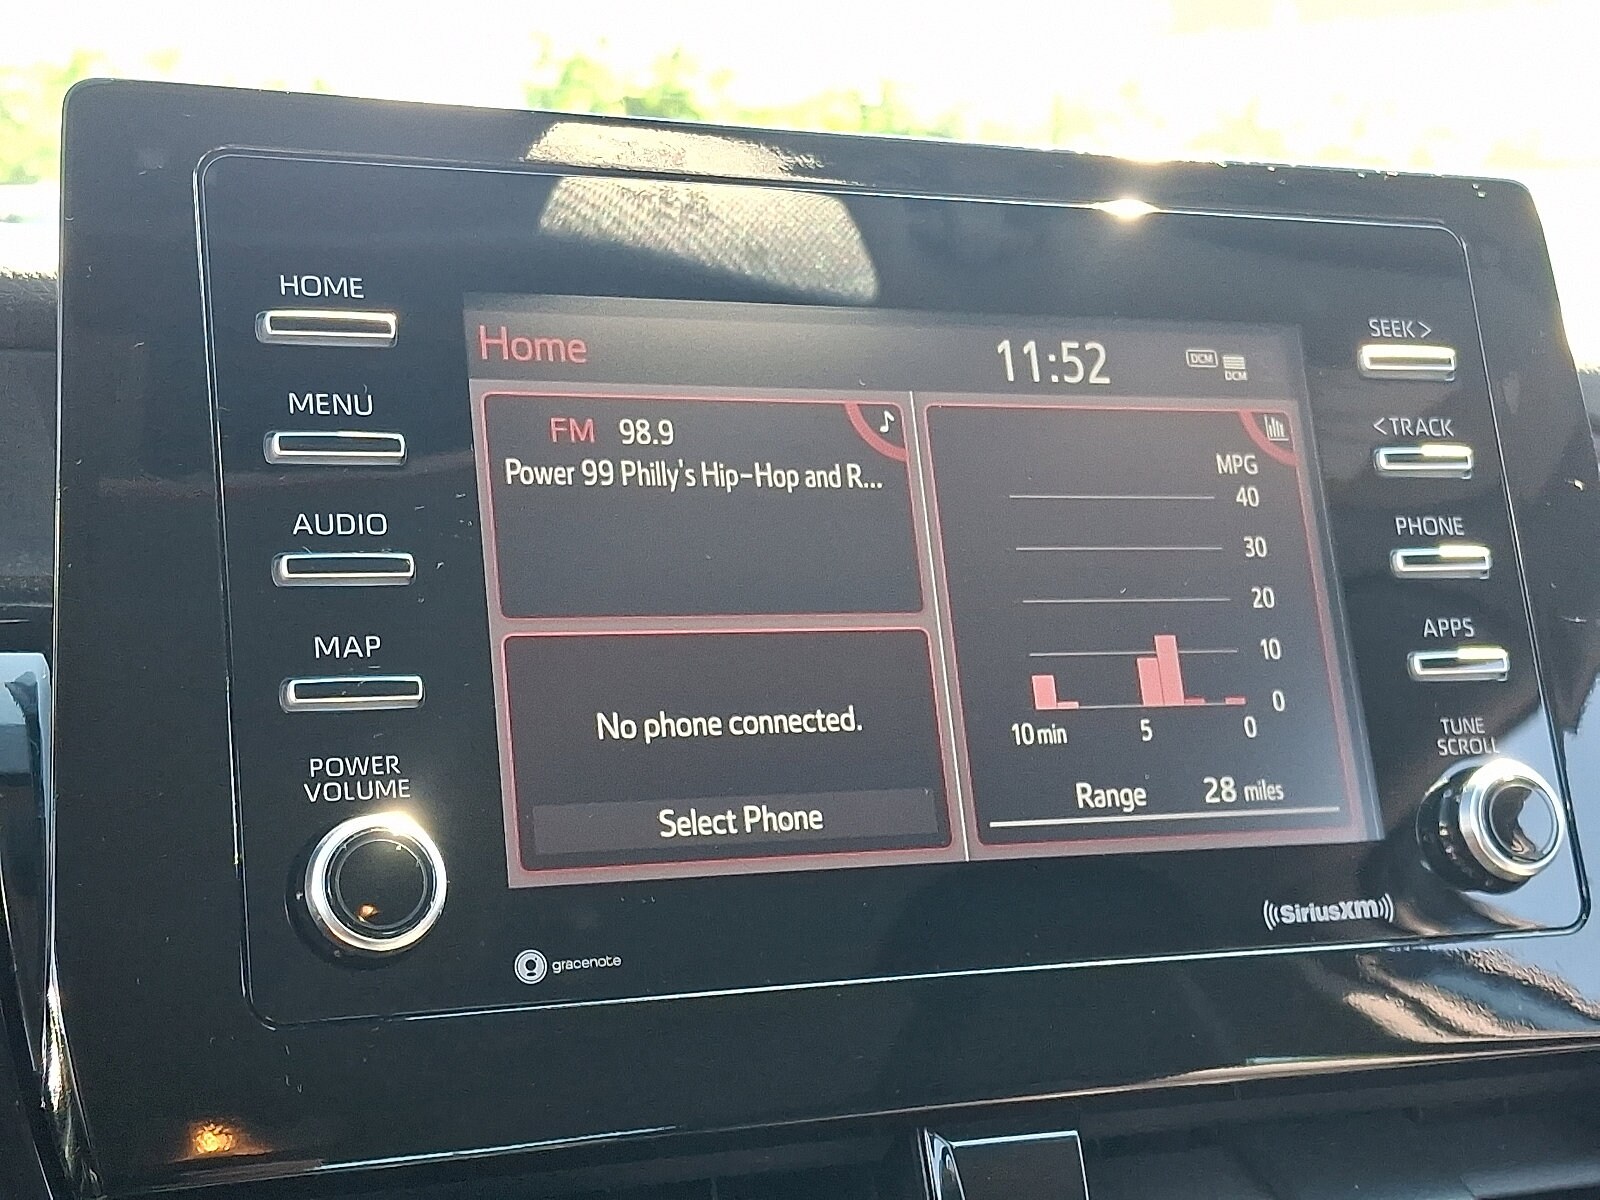 HOME
MENU
AUDIO
MAP
POWER
VOLUME
Home
11:52
DCM
DCM
FM 98.9
Power 99 Philly's Hip-Hop and R...
No phone connected.
Select Phone
MPG
40
30
20
10
0
10 min 5 0
Range 28 miles
SEEK >
< TRACK
PHONE
APPS
TUNE
SCROLL
gracenote
((SiriusXM))